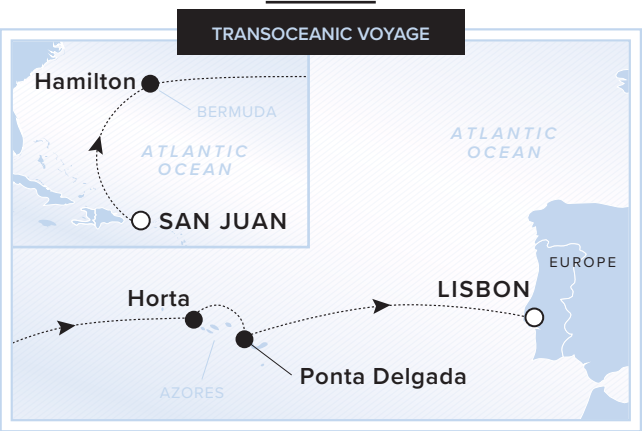 TRANSOCEANIC VOYAGE
Hamilton
BERMUDA
ATLANTIC
OCEAN
SAN JUAN
ATLANTIC
OCEAN
EUROPE
LISBON
Horta
Ponta Delgada
AZORES